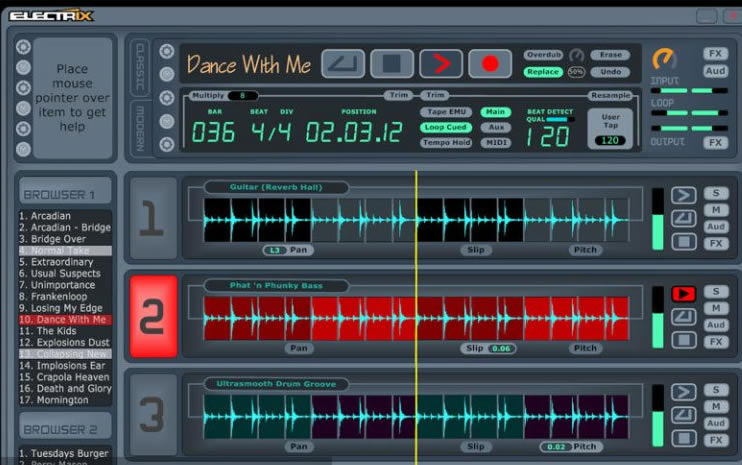 ELECTRIX
Place
mouse
pointer over
item to get
help
CLASSIC
MODERN
Dance With Me
Overdub
Erase
Replace
50%
Undo
INPUT
LOOP
OUTPUT
FX
Aud
FX
Multiply 8
Trim
Trim
Resample
BAR
BEAT
DIV
POSITION
036 4/4 02.03.12
Tape EMU
Main
Loop Cued
Aux
Tempo Hold
MIDI
BEAT DETECT
QUAL
120
User
Tap
120
BROWSER 1
1. Arcadian
2. Arcadian - Bridge
3. Bridge Over
4. Normal Take
5. Extraordinary
6. Usual Suspects
7. Unimportance
8. Frankenloop
9. Losing My Edge
10. Dance With Me
11. The Kids
12. Explosions Dust
13. Collapsing New
14. Implosions Ear
15. Crapola Heaven
16. Death and Glory
17. Mornington
BROWSER 2
1. Tuesdays Burger
2. Perry Mason
1
Guitar (Reverb Hall)
L3 Pan
Slip
Pitch
S
M
Aud
FX
2
Phat 'n Phunky Bass
Pan
Slip 0.06
Pitch
S
M
Aud
FX
3
Ultrasmooth Drum Groove
Pan
Slip
0.02 Pitch
S
M
Aud
FX